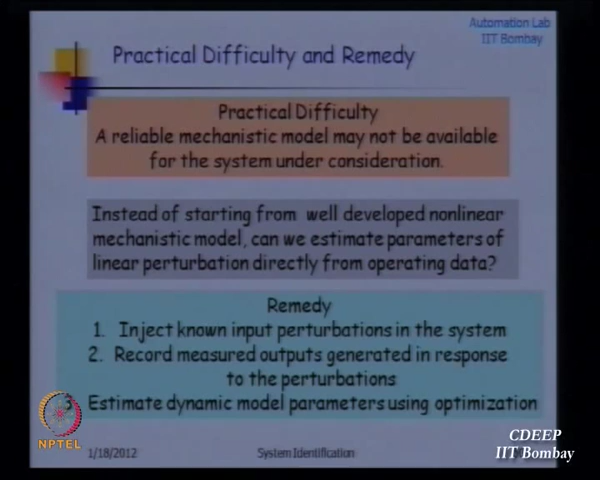 Automation Lab
IIT Bombay
Practical Difficulty and Remedy
Practical Difficulty
A reliable mechanistic model may not be available
for the system under consideration.
Instead of starting from well developed nonlinear
mechanistic model, can we estimate parameters of
linear perturbation directly from operating data?
Remedy
1. Inject known input perturbations in the system
2. Record measured outputs generated in response
to the perturbations
Estimate dynamic model parameters using optimization
NPTEL
1/18/2012
System Identification
CDEEP
IIT Bombay